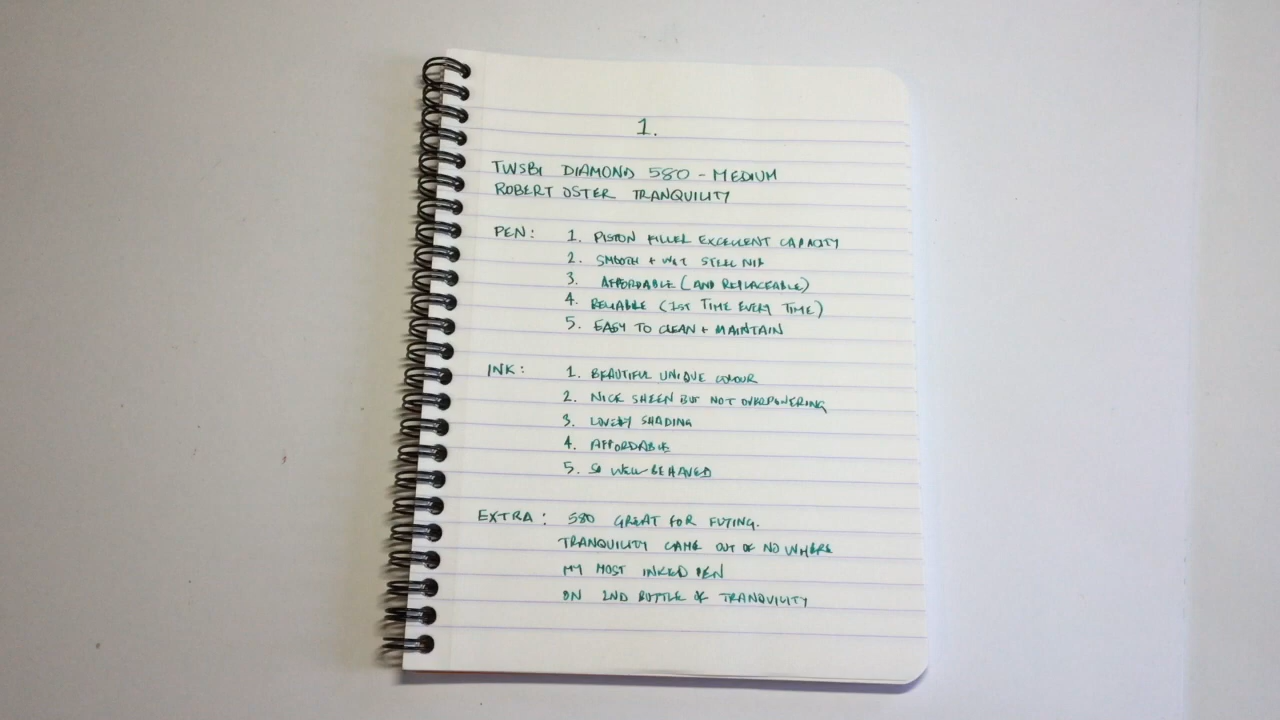 1.
TWSBI DIAMOND 580 - MEDIUM
ROBERT OSTER TRANQUILITY
PEN: 1. PISTON FILLER EXCELLENT CAPACITY
2. SMOOTH + WET STEEL NIB
3. AFFORDABLE (AND REPLACEABLE)
4. RELIABLE (1ST TIME EVERY TIME)
5. EASY TO CLEAN + MAINTAIN
INK: 1. BEAUTIFUL UNIQUE COLOUR
2. NICE SHEEN BUT NOT OVERPOWERING
3. LOVELY SHADING
4. AFFORDABLE
5. SO WELL BEHAVED
EXTRA: 580 GREAT FOR
TRANQUILITY CAME OUT OF NO WHERE
MY MOST INKED PEN
ON 2ND BOTTLE OF TRANQUILITY